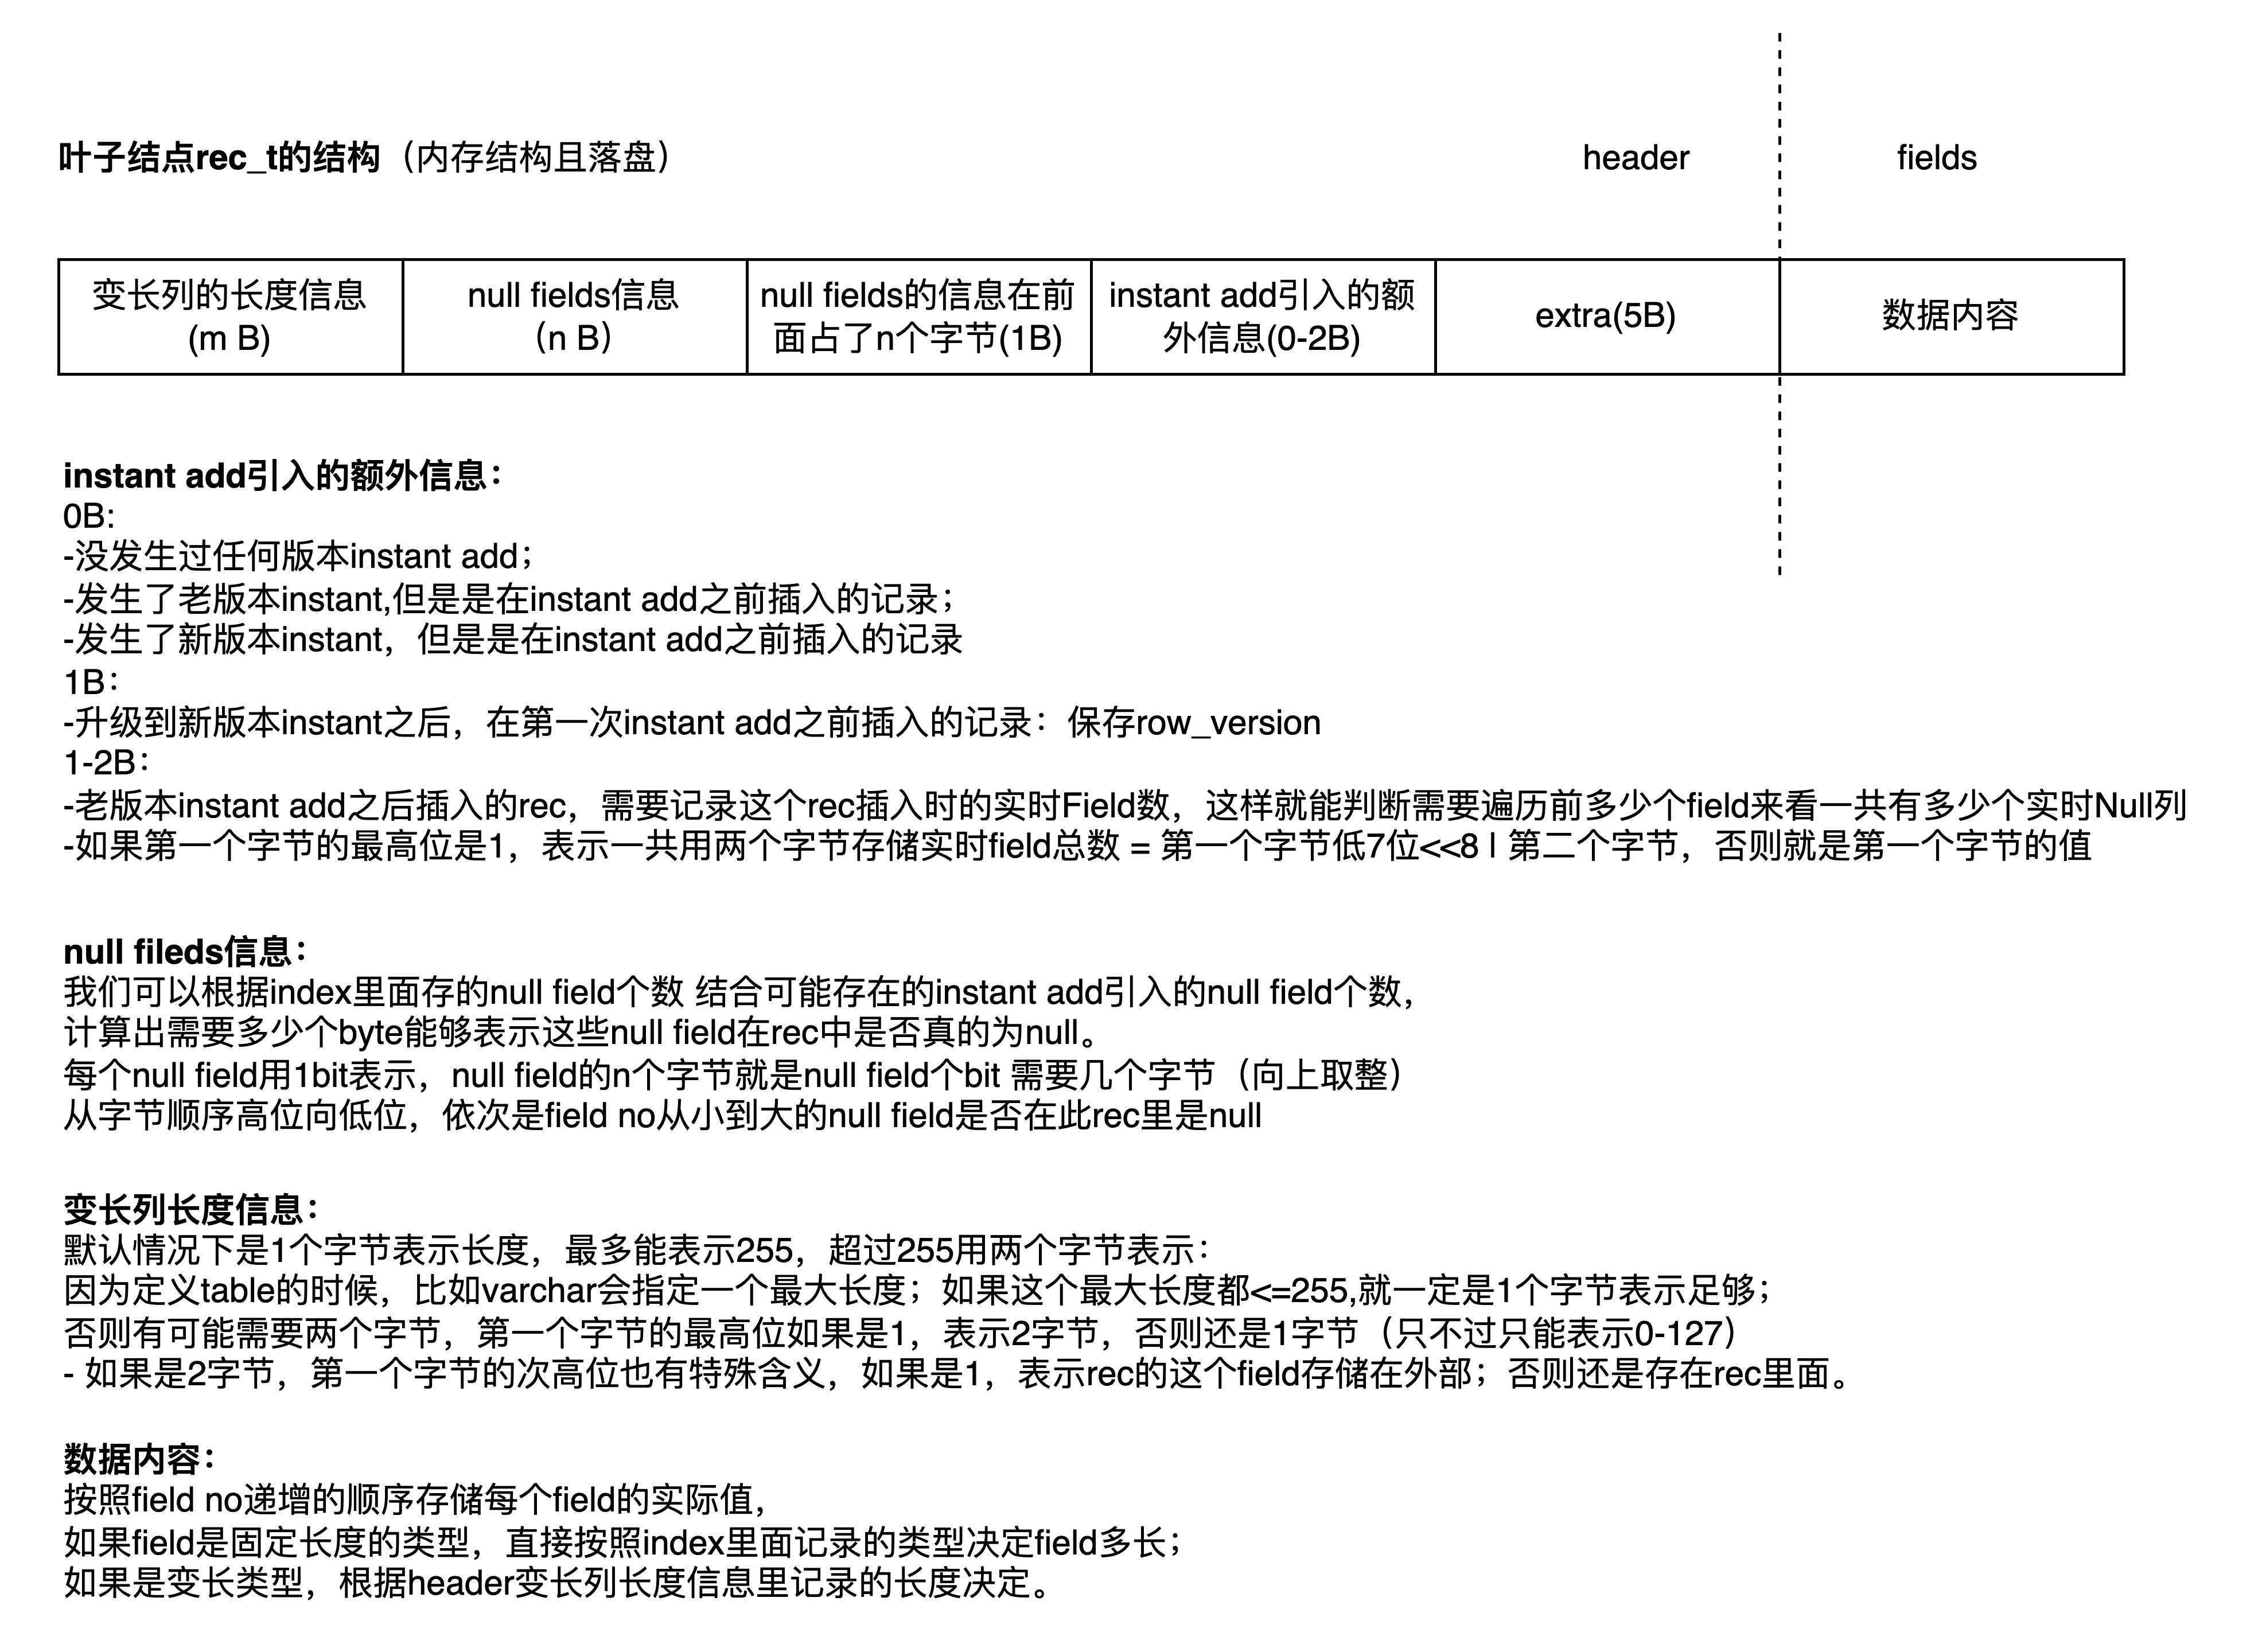 叶子结点rec_t的结构（内存结构且落盘）
header
fields
变长列的长度信息
(m B)
null fields信息
（n B）
null fields的信息在前
面占了n个字节(1B)
instant add引入的额
外信息(0-2B)
extra(5B)
数据内容
instant add引入的额外信息：
0B:
-没发生过任何版本instant add；
-发生了老版本instant,但是是在instant add之前插入的记录；
-发生了新版本instant，但是是在instant add之前插入的记录
1B：
-升级到新版本instant之后，在第一次instant add之前插入的记录：保存row_version
1-2B：
-老版本instant add之后插入的rec，需要记录这个rec插入时的实时Field数，这样就能判断需要遍历前多少个field来看一共有多少个实时Null列
-如果第一个字节的最高位是1，表示一共用两个字节存储实时field总数 = 第一个字节低7位<<8 | 第二个字节，否则就是第一个字节的值
null fileds信息：
我们可以根据index里面存的null field个数 结合可能存在的instant add引入的null field个数，
计算出需要多少个byte能够表示这些null field在rec中是否真的为null。
每个null field用1bit表示，null field的n个字节就是null field个bit 需要几个字节（向上取整）
从字节顺序高位向低位，依次是field no从小到大的null field是否在此rec里是null
变长列长度信息：
默认情况下是1个字节表示长度，最多能表示255，超过255用两个字节表示：
因为定义table的时候，比如varchar会指定一个最大长度；如果这个最大长度都<=255,就一定是1个字节表示足够；
否则有可能需要两个字节，第一个字节的最高位如果是1，表示2字节，否则还是1字节（只不过只能表示0-127）
- 如果是2字节，第一个字节的次高位也有特殊含义，如果是1，表示rec的这个field存储在外部；否则还是存在rec里面。
数据内容：
按照field no递增的顺序存储每个field的实际值，
如果field是固定长度的类型，直接按照index里面记录的类型决定field多长；
如果是变长类型，根据header变长列长度信息里记录的长度决定。